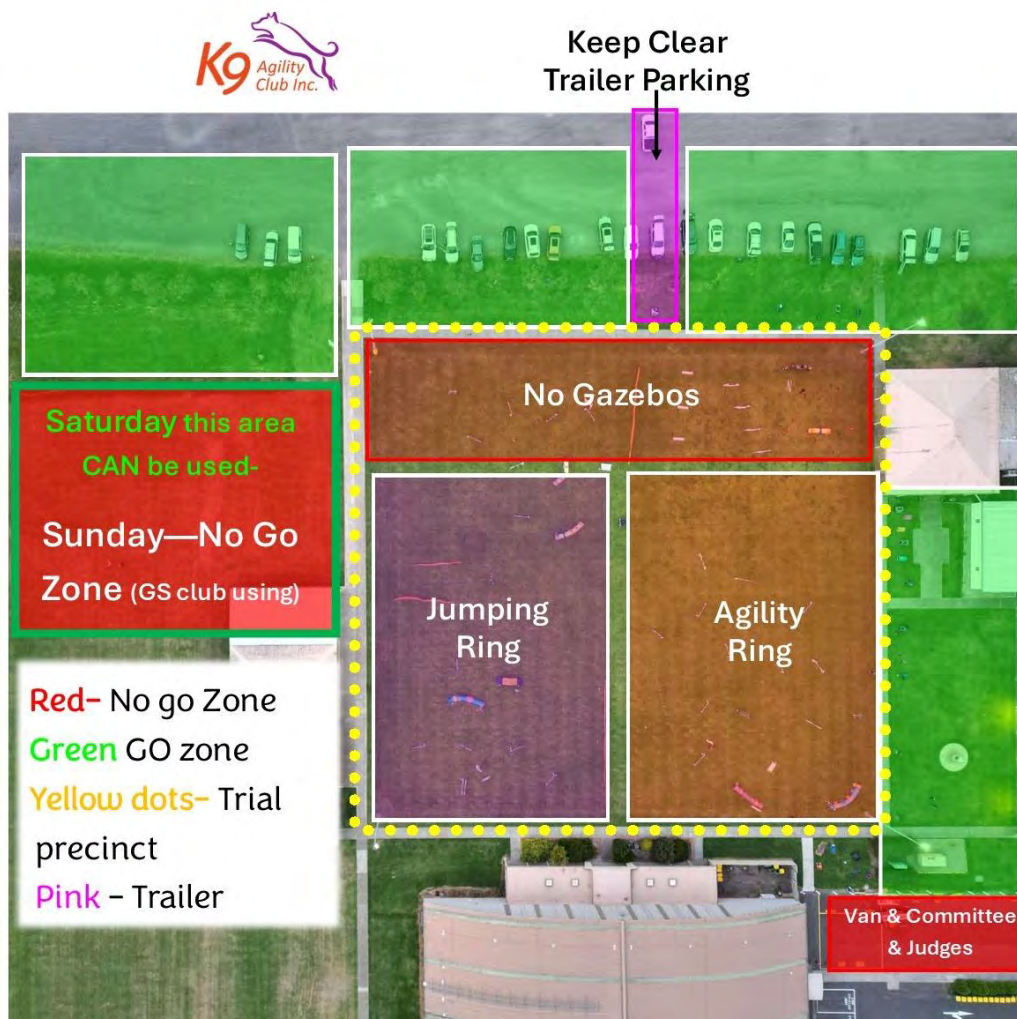 K9 Agility
Club Inc.
Keep Clear
Trailer Parking
No Gazebos
Saturday this area
CAN be used-
Sunday—No Go
Zone (GS club using)
Jumping
Ring
Agility
Ring
Red– No go Zone
Green GO zone
Yellow dots– Trial
precinct
Pink – Trailer
Van & Committee
& Judges